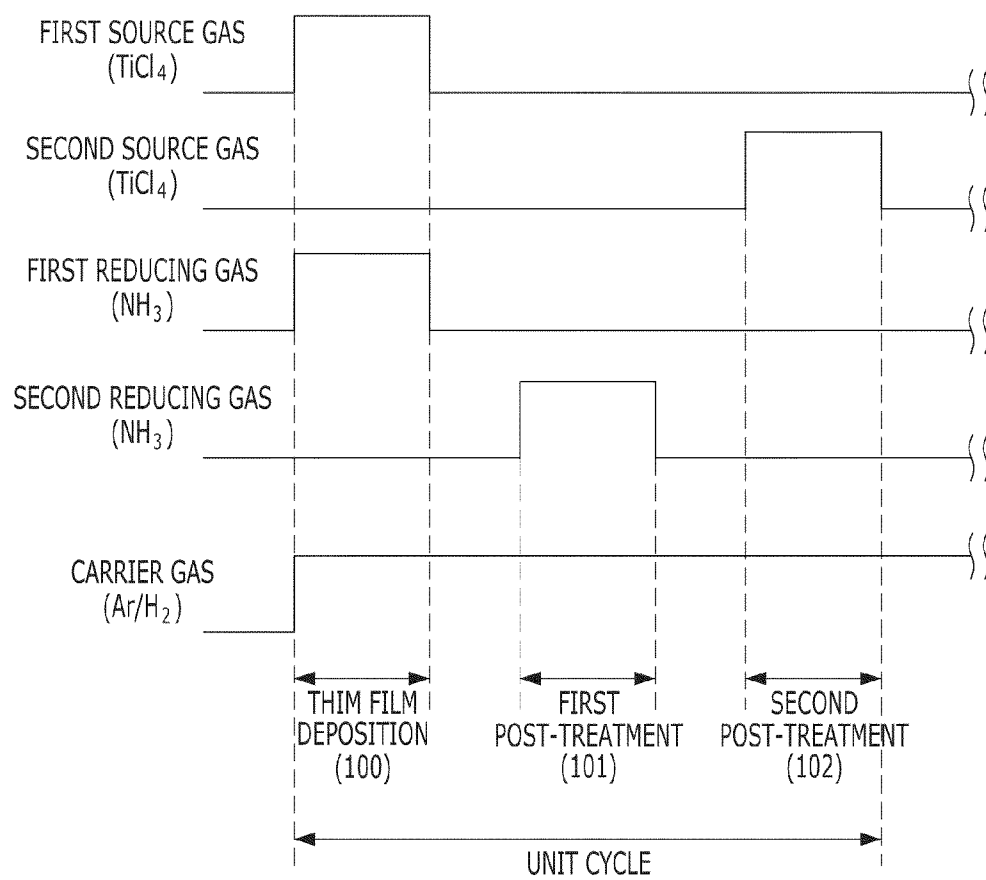 FIRST SOURCE GAS
(TiCl4)
SECOND SOURCE GAS
(TiCl4)
FIRST REDUCING GAS
(NH3)
SECOND REDUCING GAS
(NH3)
CARRIER GAS
(Ar/H2)
THIM FILM
DEPOSITION
(100)
FIRST
POST-TREATMENT
(101)
SECOND
POST-TREATMENT
(102)
UNIT CYCLE